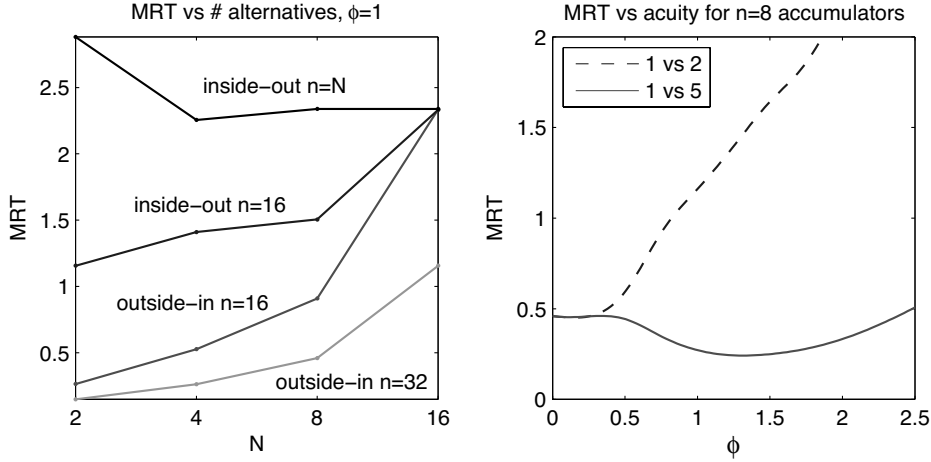 MRT vs # alternatives, ϕ=1
MRT
2.5
2
1.5
1
0.5
inside−out n=N
inside−out n=16
outside−in n=16
outside−in n=32
2
4
8
16
N
MRT vs acuity for n=8 accumulators
MRT
2
1.5
1
0.5
0
1 vs 2
1 vs 5
0
0.5
1
1.5
2
2.5
ϕ